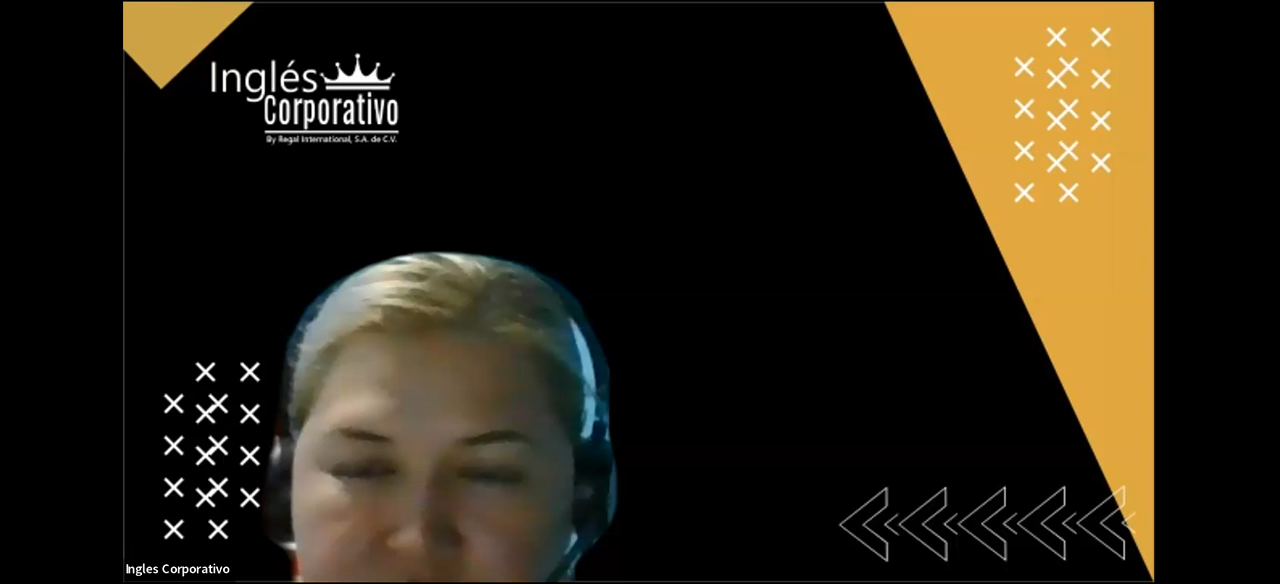 Inglés
Corporativo
By Regal International, S.A. de C.V.
Ingles Corporativo